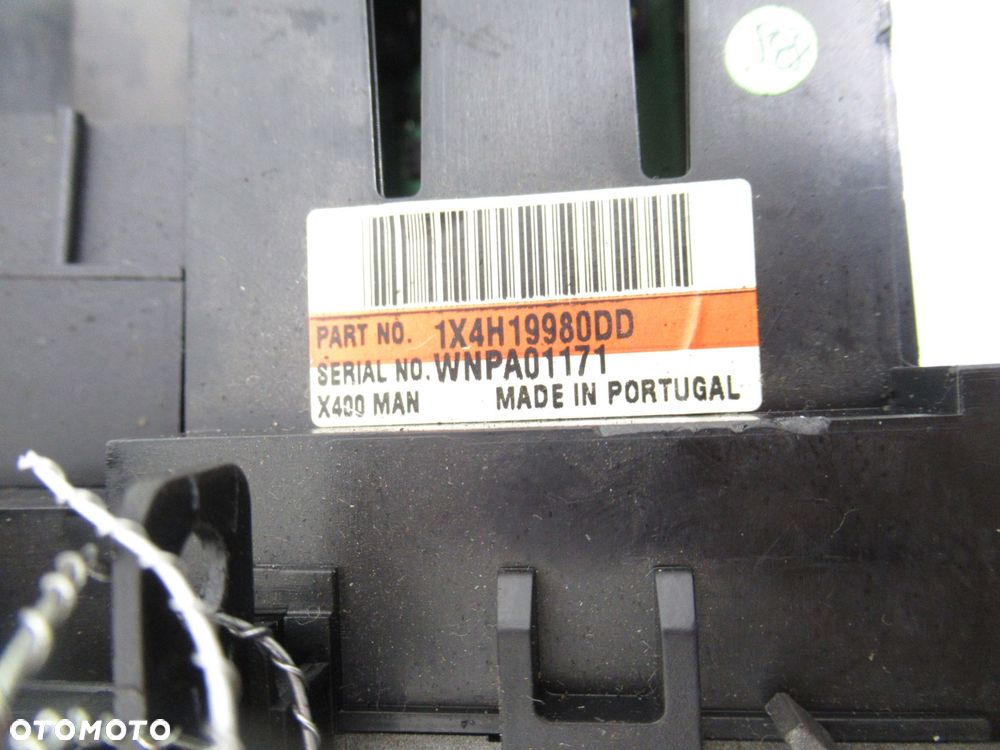 PART NO. 1X4H19980DD
SERIAL NO. WNPA01171
X400 MAN MADE IN PORTUGAL
OTOMOTO